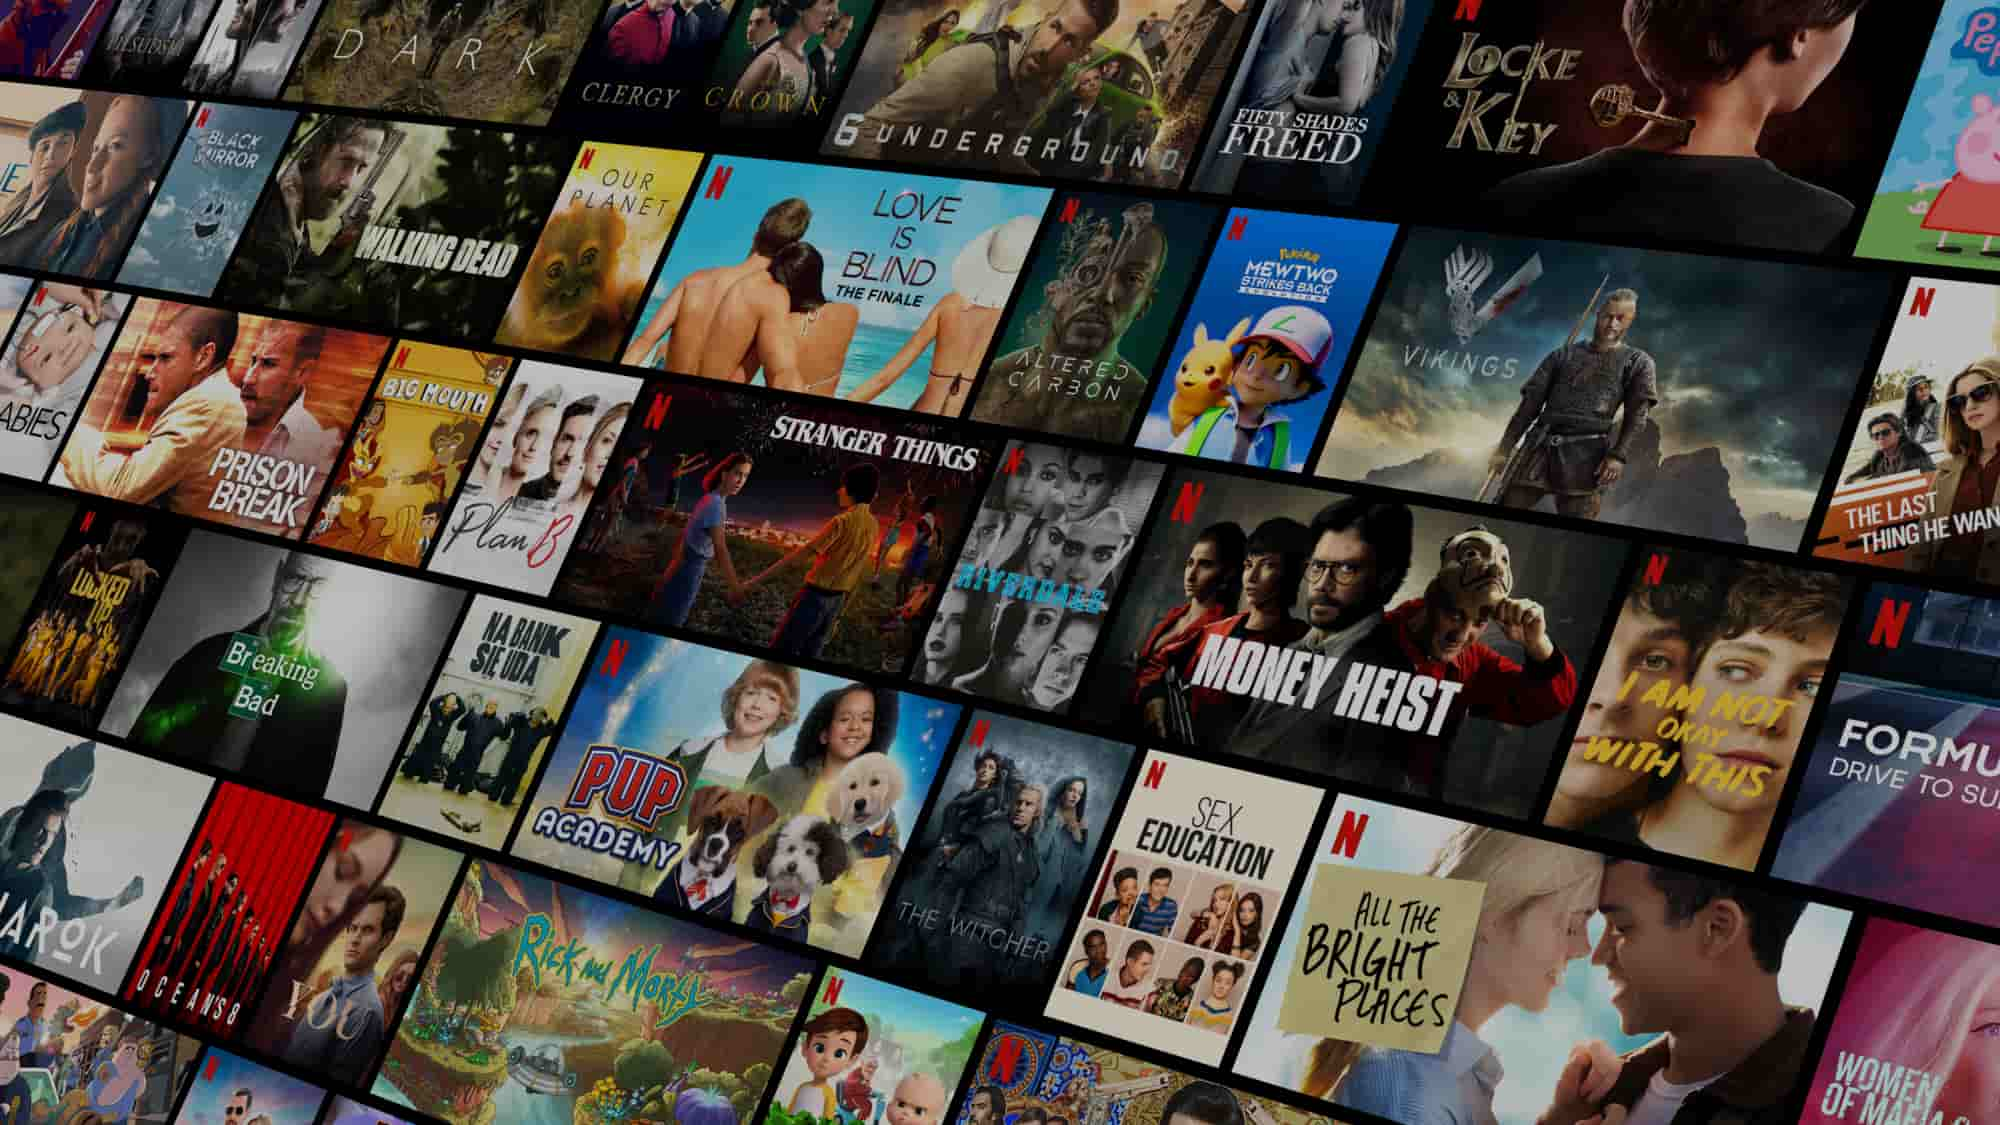 PIŁSUDSKI
DARK
CLERGY
CROWN
6 UNDERGROUND
FIFTY SHADES
FREED
LOCKE
& KEY
BLACK
MIRROR
THE
WALKING DEAD
OUR
PLANET
LOVE
IS
BLIND
THE FINALE
ALTERED
CARBON
Pokémon
MEWTWO
STRIKES BACK
EVOLUTION
VIKINGS
THE LAST
THING HE WAN
ABIES
PRISON
BREAK
BIG MOUTH
Plan B
STRANGER THINGS
RIVERDALE
MONEY HEIST
I AM NOT
OKAY
WITH THIS
FORMU
DRIVE TO SU
LOCKED
UP
Breaking
Bad
NA BANK
SIĘ UDA
PUP
ACADEMY
THE WITCHER
SEX
EDUCATION
ALL THE
BRIGHT
PLACES
WOMEN
OF MAFIA
NAROK
OCEAN'S 8
YOU
RICK AND MORTY